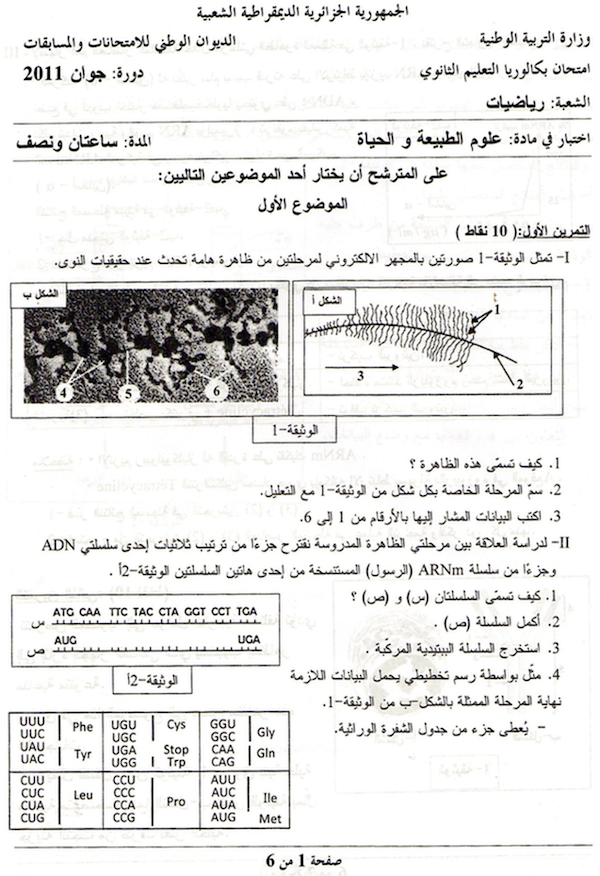 الجمهورية الجزائرية الديمقراطية الشعبية
وزارة التربية الوطنية الديوان الوطني للامتحانات والمسابقات
امتحان بكالوريا التعليم الثانوي دورة: جوان 2011
الشعبة: رياضيات
اختبار في مادة: علوم الطبيعة و الحياة المدة: ساعتان ونصف
على المترشح أن يختار أحد الموضوعين التاليين:
الموضوع الأول
التمرين الأول:( 10 نقاط )
I– تمثل الوثيقة-1 صورتين بالمجهر الالكتروني لمرحلتين من ظاهرة هامة تحدث عند حقيقيات النوى.
الشكل أ
1
2
3
الشكل ب
4
5
6
الوثيقة-1
1. كيف تسمّى هذه الظاهرة ؟
2. سمّ المرحلة الخاصة بكل شكل من الوثيقة-1 مع التعليل.
3. اكتب البيانات المشار إليها بالأرقام من 1 إلى 6.
II– لدراسة العلاقة بين مرحلتي الظاهرة المدروسة نقترح جزءًا من ترتيب ثلاثيات إحدى سلسلتي ADN
وجزءًا من سلسلة ARNm (الرسول) المستنسخة من إحدى هاتين السلسلتين الوثيقة-2أ .
1. كيف تسمّى السلسلتان (س) و (ص) ؟
2. أكمل السلسلة (ص) .
3. استخرج السلسلة الببتيدية المركبة .
4. مثّل بواسطة رسم تخطيطي يحمل البيانات اللازمة
نهاية المرحلة الممثلة بالشكل-ب من الوثيقة-1.
– يُعطى جزء من جدول الشفرة الوراثية.
ATG CAA TTC TAC CTA GGT CCT TGA
س
AUG UGA
ص
الوثيقة-2أ
UUU UUC Phe
UAU UAC Tyr
UGU UGC Cys
UGA Stop
UGG Trp
GGU GGC Gly
CAA CAG Gln
CUU CUC CUA CUG Leu
CCU CCC CCA CCG Pro
AUU AUC AUA Ile
AUG Met
صفحة 1 من 6